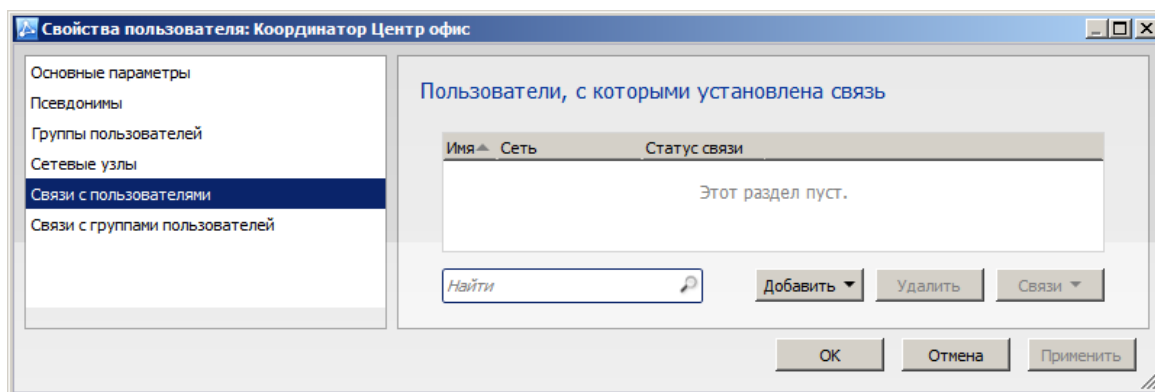 Свойства пользователя: Координатор Центр офис
Основные параметры
Псевдонимы
Группы пользователей
Сетевые узлы
Связи с пользователями
Связи с группами пользователей
Пользователи, с которыми установлена связь
Имя Сеть Статус связи
Этот раздел пуст.
Найти Добавить Удалить Связи
ОК Отмена Применить